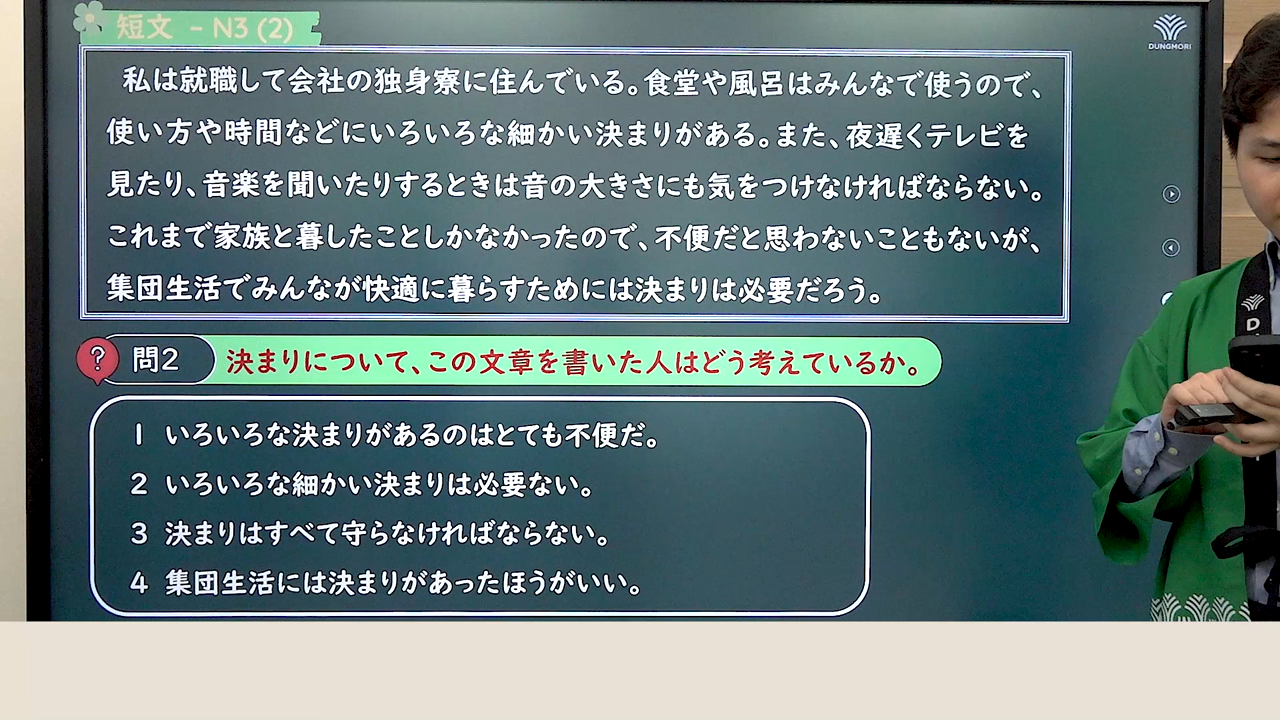 短文 - N3 (2)
DUNGMORI
私は就職して会社の独身寮に住んでいる。食堂や風呂はみんなで使うので、
使い方や時間などにいろいろな細かい決まりがある。また、夜遅くテレビを
見たり、音楽を聞いたりするときは音の大きさにも気をつけなければならない。
これまで家族と暮したことしかなかったので、不便だと思わないこともないが、
集団生活でみんなが快適に暮らすためには決まりは必要だろう。
? 問2 決まりについて、この文章を書いた人はどう考えているか。
1 いろいろな決まりがあるのはとても不便だ。
2 いろいろな細かい決まりは必要ない。
3 決まりはすべて守らなければならない。
4 集団生活には決まりがあったほうがいい。